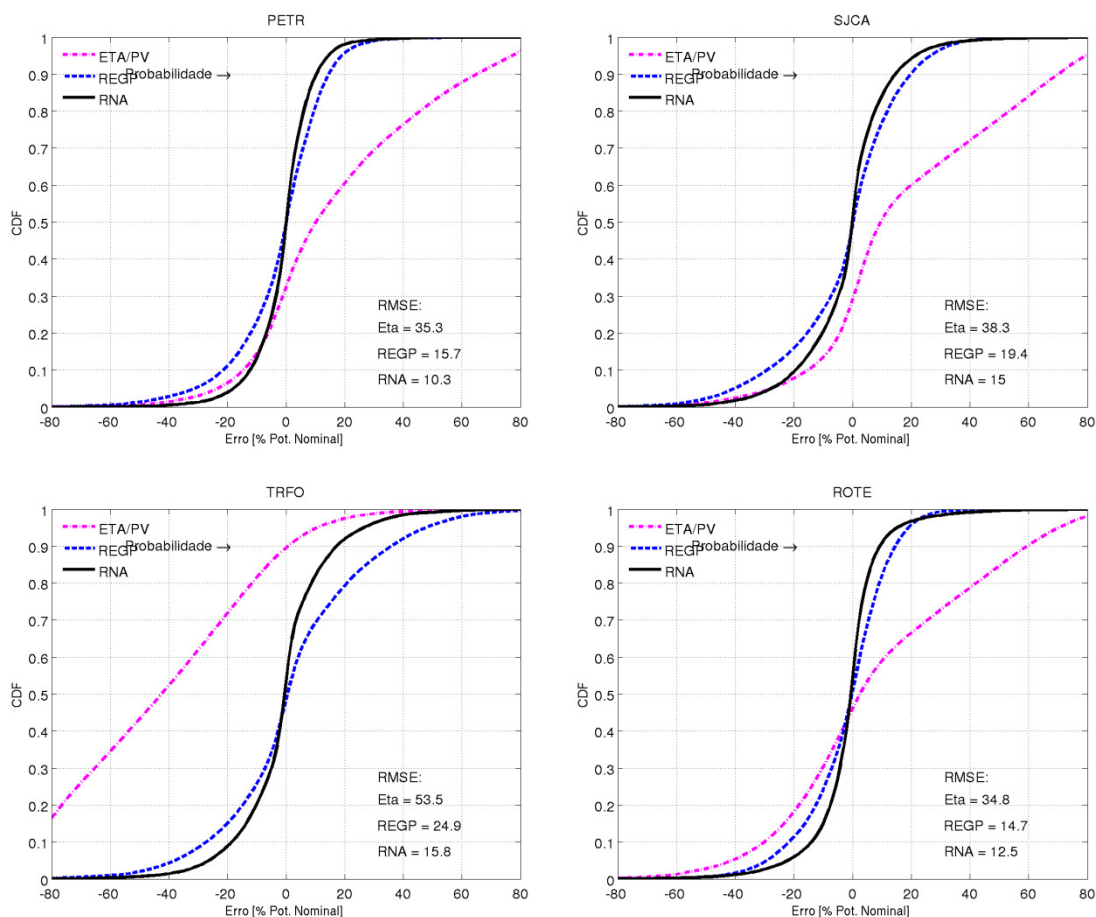 PETR
1
0.9
0.8
0.7
0.6
0.5
0.4
0.3
0.2
0.1
0
CDF
ETA/PV
REGP
Probabilidade →
RNA
RMSE:
Eta = 35.3
REGP = 15.7
RNA = 10.3
-80 -60 -40 -20 0 20 40 60 80
Erro [% Pot. Nominal]
SJCA
1
0.9
0.8
0.7
0.6
0.5
0.4
0.3
0.2
0.1
0
CDF
ETA/PV
REGP
Probabilidade →
RNA
RMSE:
Eta = 38.3
REGP = 19.4
RNA = 15
-80 -60 -40 -20 0 20 40 60 80
Erro [% Pot. Nominal]
TRFO
1
0.9
0.8
0.7
0.6
0.5
0.4
0.3
0.2
0.1
0
CDF
ETA/PV
REGP
Probabilidade →
RNA
RMSE:
Eta = 53.5
REGP = 24.9
RNA = 15.8
-80 -60 -40 -20 0 20 40 60 80
Erro [% Pot. Nominal]
ROTE
1
0.9
0.8
0.7
0.6
0.5
0.4
0.3
0.2
0.1
0
CDF
ETA/PV
REGP
Probabilidade →
RNA
RMSE:
Eta = 34.8
REGP = 14.7
RNA = 12.5
-80 -60 -40 -20 0 20 40 60 80
Erro [% Pot. Nominal]